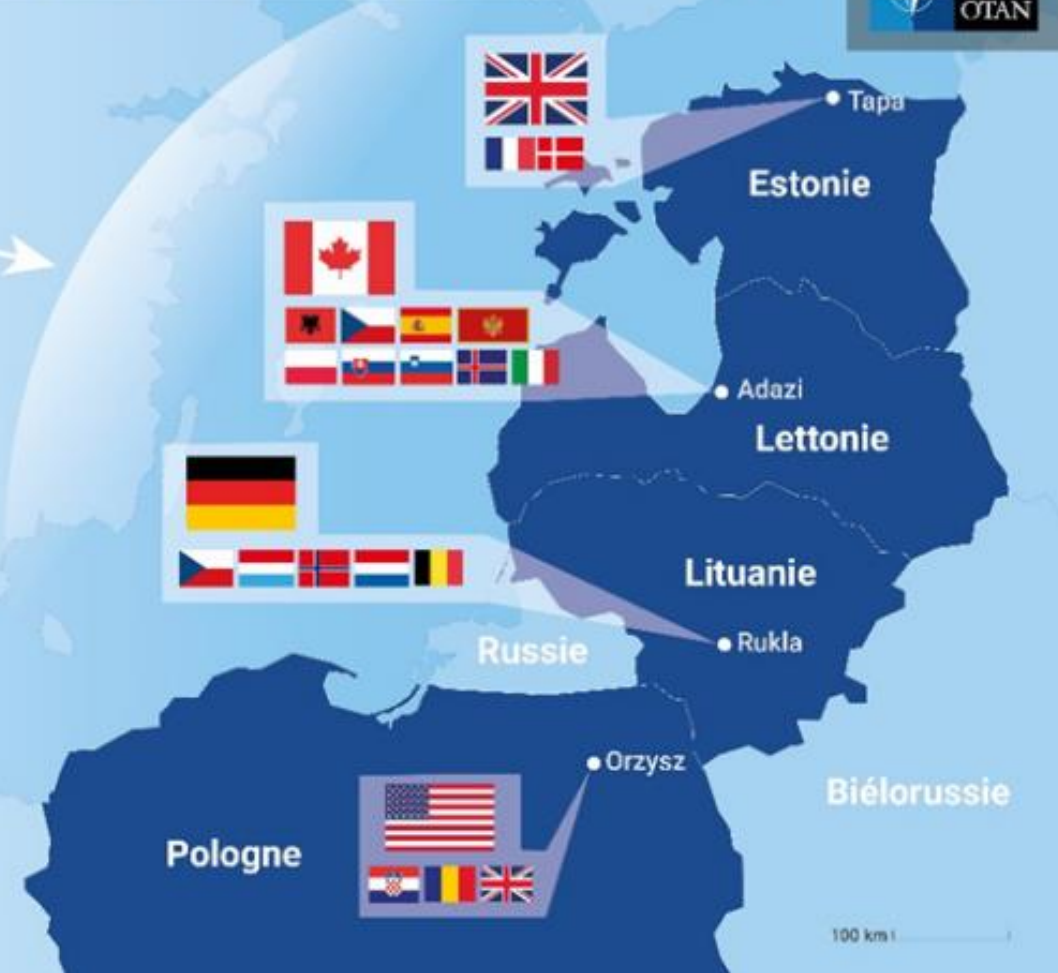 OTAN
Tapa
Estonie
Adazi
Lettonie
Lituanie
Rukla
Russie
Orzysz
Biélorussie
Pologne
100 km